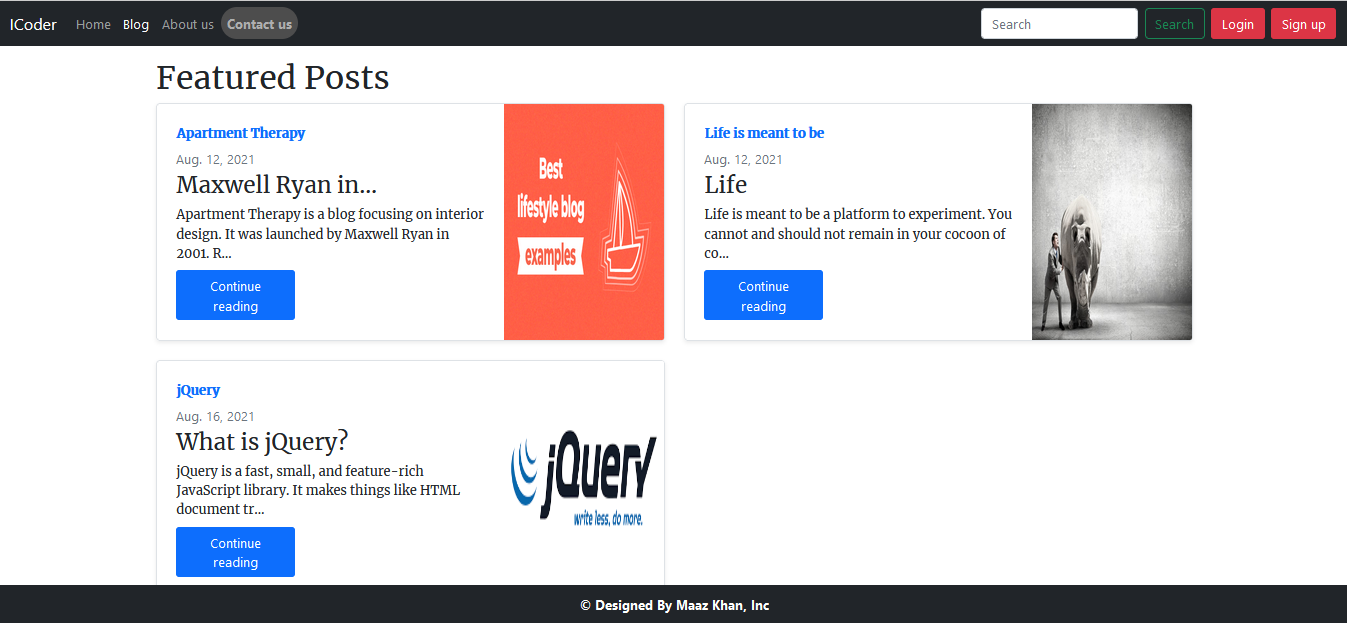 ICoder Home Blog About us Contact us Search Search Login Sign up
Featured Posts
Apartment Therapy
Aug. 12, 2021
Maxwell Ryan in...
Apartment Therapy is a blog focusing on interior
design. It was launched by Maxwell Ryan in
2001. R...
Continue
reading
Best
lifestyle blog
examples
Life is meant to be
Aug. 12, 2021
Life
Life is meant to be a platform to experiment. You
cannot and should not remain in your cocoon of
co...
Continue
reading
jQuery
Aug. 16, 2021
What is jQuery?
jQuery is a fast, small, and feature-rich
JavaScript library. It makes things like HTML
document tr...
Continue
reading
jQuery
write less, do more.
© Designed By Maaz Khan, Inc